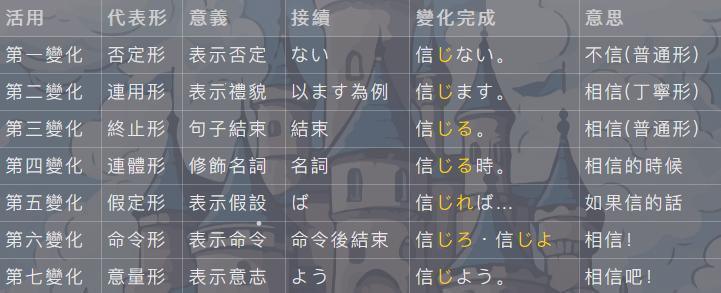 活用 代表形 意義 接續 變化完成 意思
第一變化 否定形 表示否定 ない 信じない。 不信(普通形)
第二變化 連用形 表示禮貌 以ます為例 信じます。 相信(丁寧形)
第三變化 終止形 句子結束 結束 信じる。 相信(普通形)
第四變化 連體形 修飾名詞 名詞 信じる時。 相信的時候
第五變化 假定形 表示假設 ば 信じれば… 如果信的話
第六變化 命令形 表示命令 命令後結束 信じろ・信じよ 相信!
第七變化 意量形 表示意志 よう 信じよう。 相信吧!